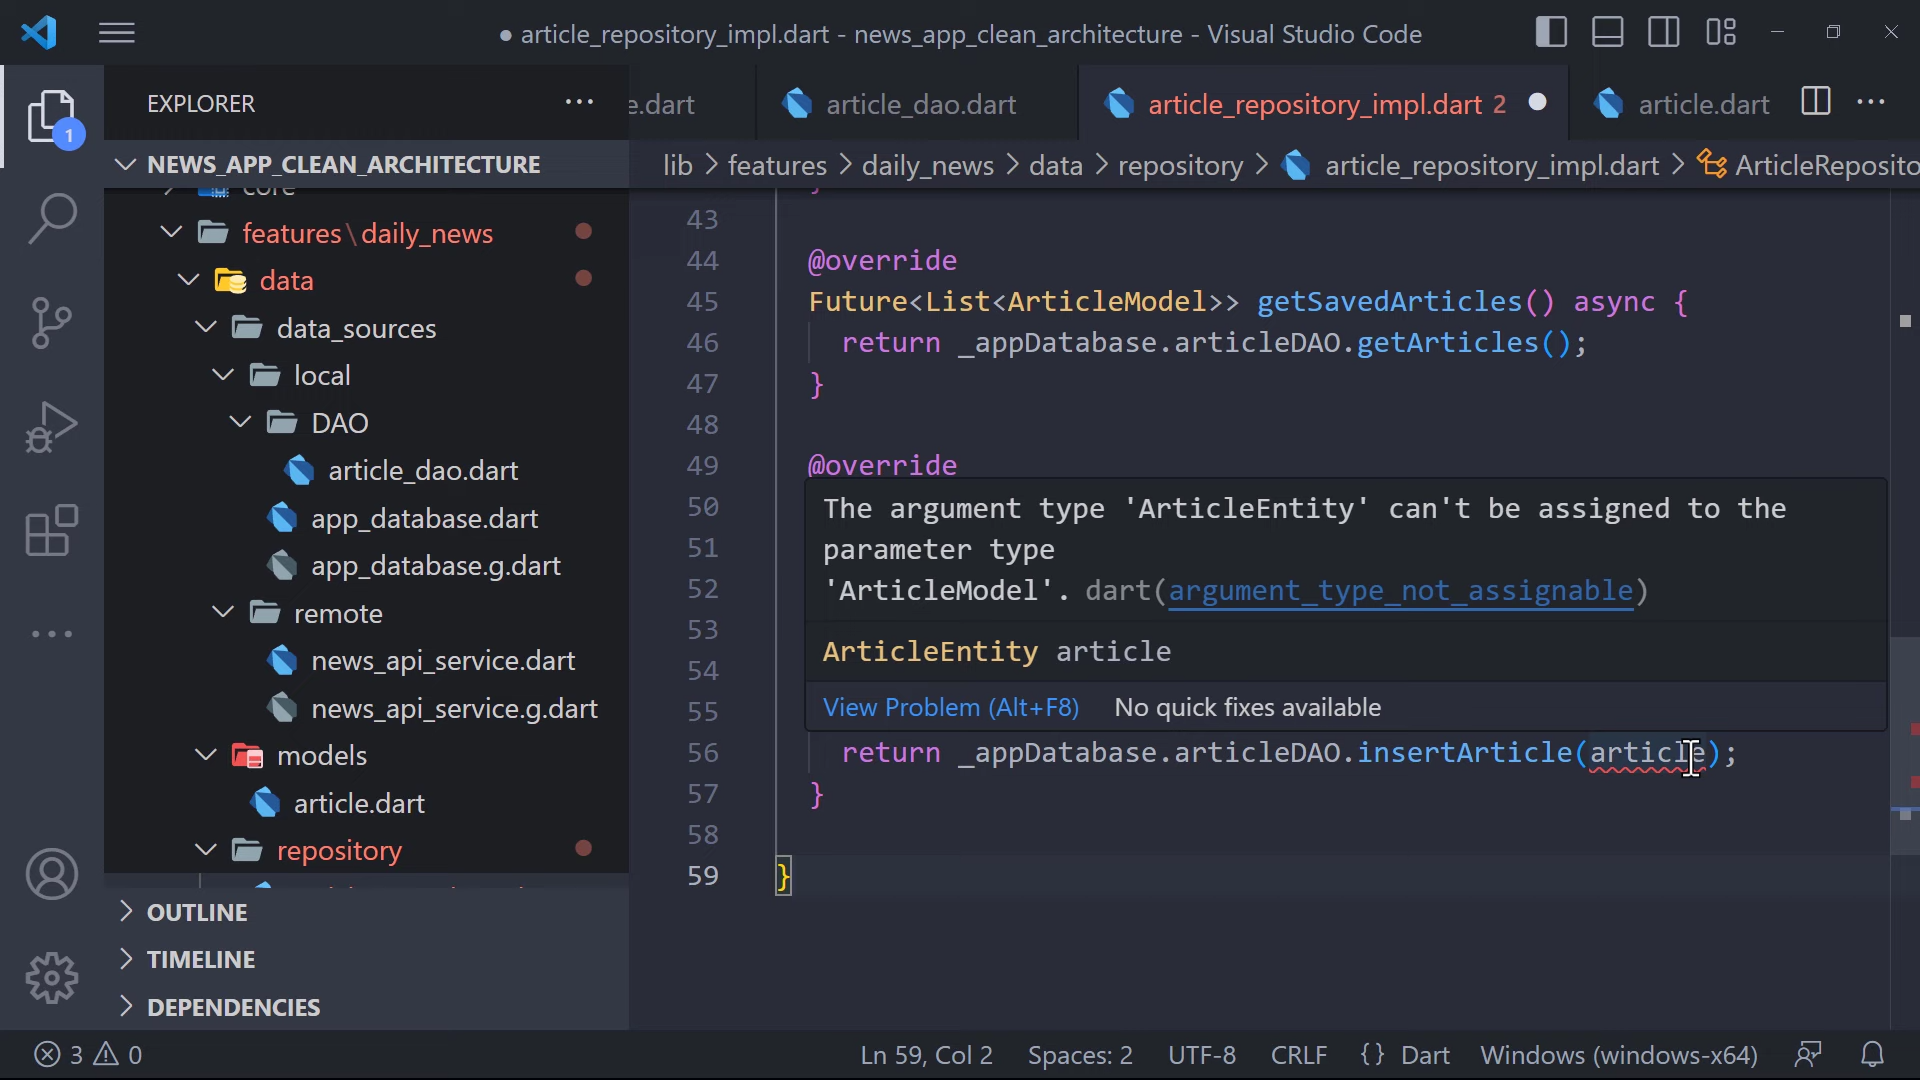 ● article_repository_impl.dart - news_app_clean_architecture - Visual Studio Code
EXPLORER
e.dart
article_dao.dart
article_repository_impl.dart 2
article.dart
1
NEWS_APP_CLEAN_ARCHITECTURE
lib > features > daily_news > data > repository > article_repository_impl.dart > ArticleReposito
core
features\daily_news
data
data_sources
local
DAO
article_dao.dart
app_database.dart
app_database.g.dart
remote
news_api_service.dart
news_api_service.g.dart
models
article.dart
repository
OUTLINE
TIMELINE
DEPENDENCIES
}
43
44 @override
45 Future<List<ArticleModel>> getSavedArticles() async {
46 return _appDatabase.articleDAO.getArticles();
47 }
48
49 @override
50
51
52
53
54
55
The argument type 'ArticleEntity' can't be assigned to the
parameter type
'ArticleModel'. dart(argument_type_not_assignable)
ArticleEntity article
View Problem (Alt+F8) No quick fixes available
56 return _appDatabase.articleDAO.insertArticle(article);
57 }
58
59 }
3 0
Ln 59, Col 2 Spaces: 2 UTF-8 CRLF {} Dart Windows (windows-x64)